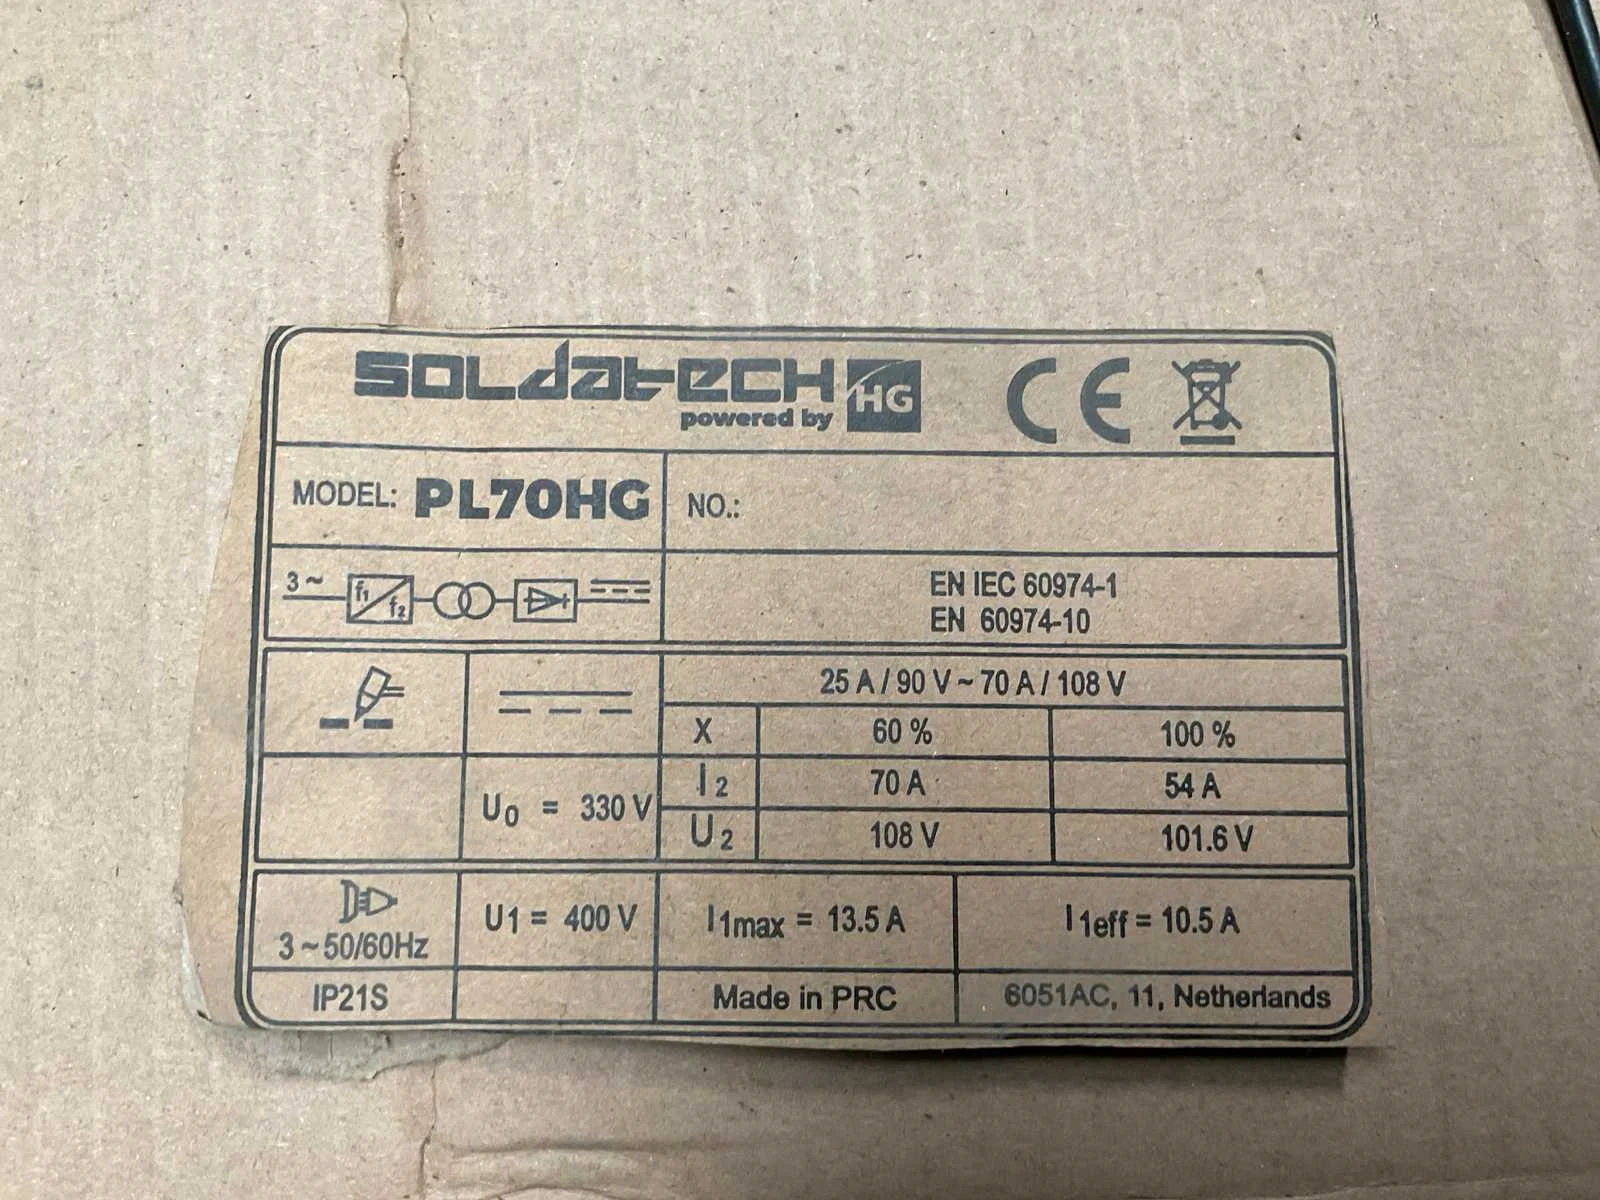 SOLdatECH
powered by HG
CE
MODEL: PL70HG
NO.:
3~ f1 f2
EN IEC 60974-1
EN 60974-10
25 A / 90 V ~ 70 A / 108 V
X 60 % 100 %
I2 70 A 54 A
U0 = 330 V
U2 108 V 101.6 V
3 ~ 50/60Hz
U1 = 400 V
I1max = 13.5 A
I1eff = 10.5 A
IP21S
Made in PRC
6051AC, 11, Netherlands